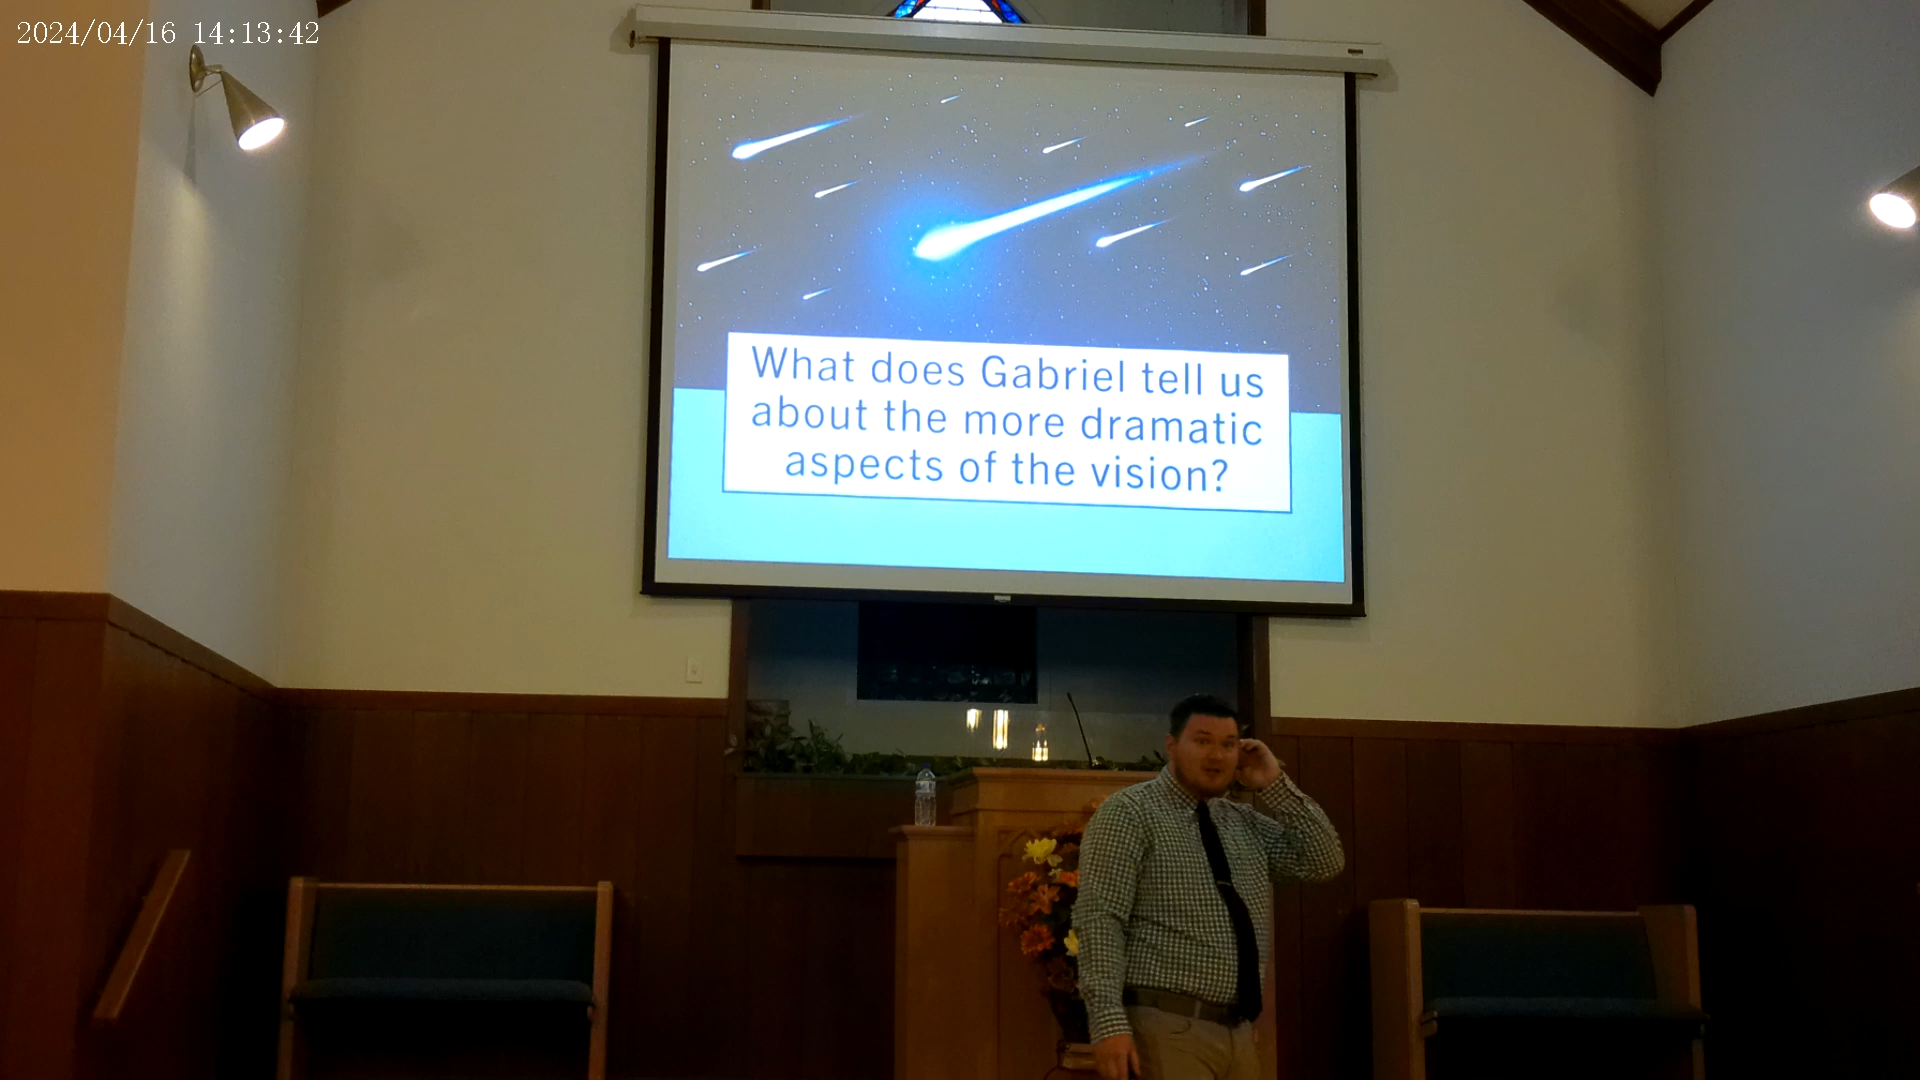 2024/04/16 14:13:42
What does Gabriel tell us
about the more dramatic
aspects of the vision?